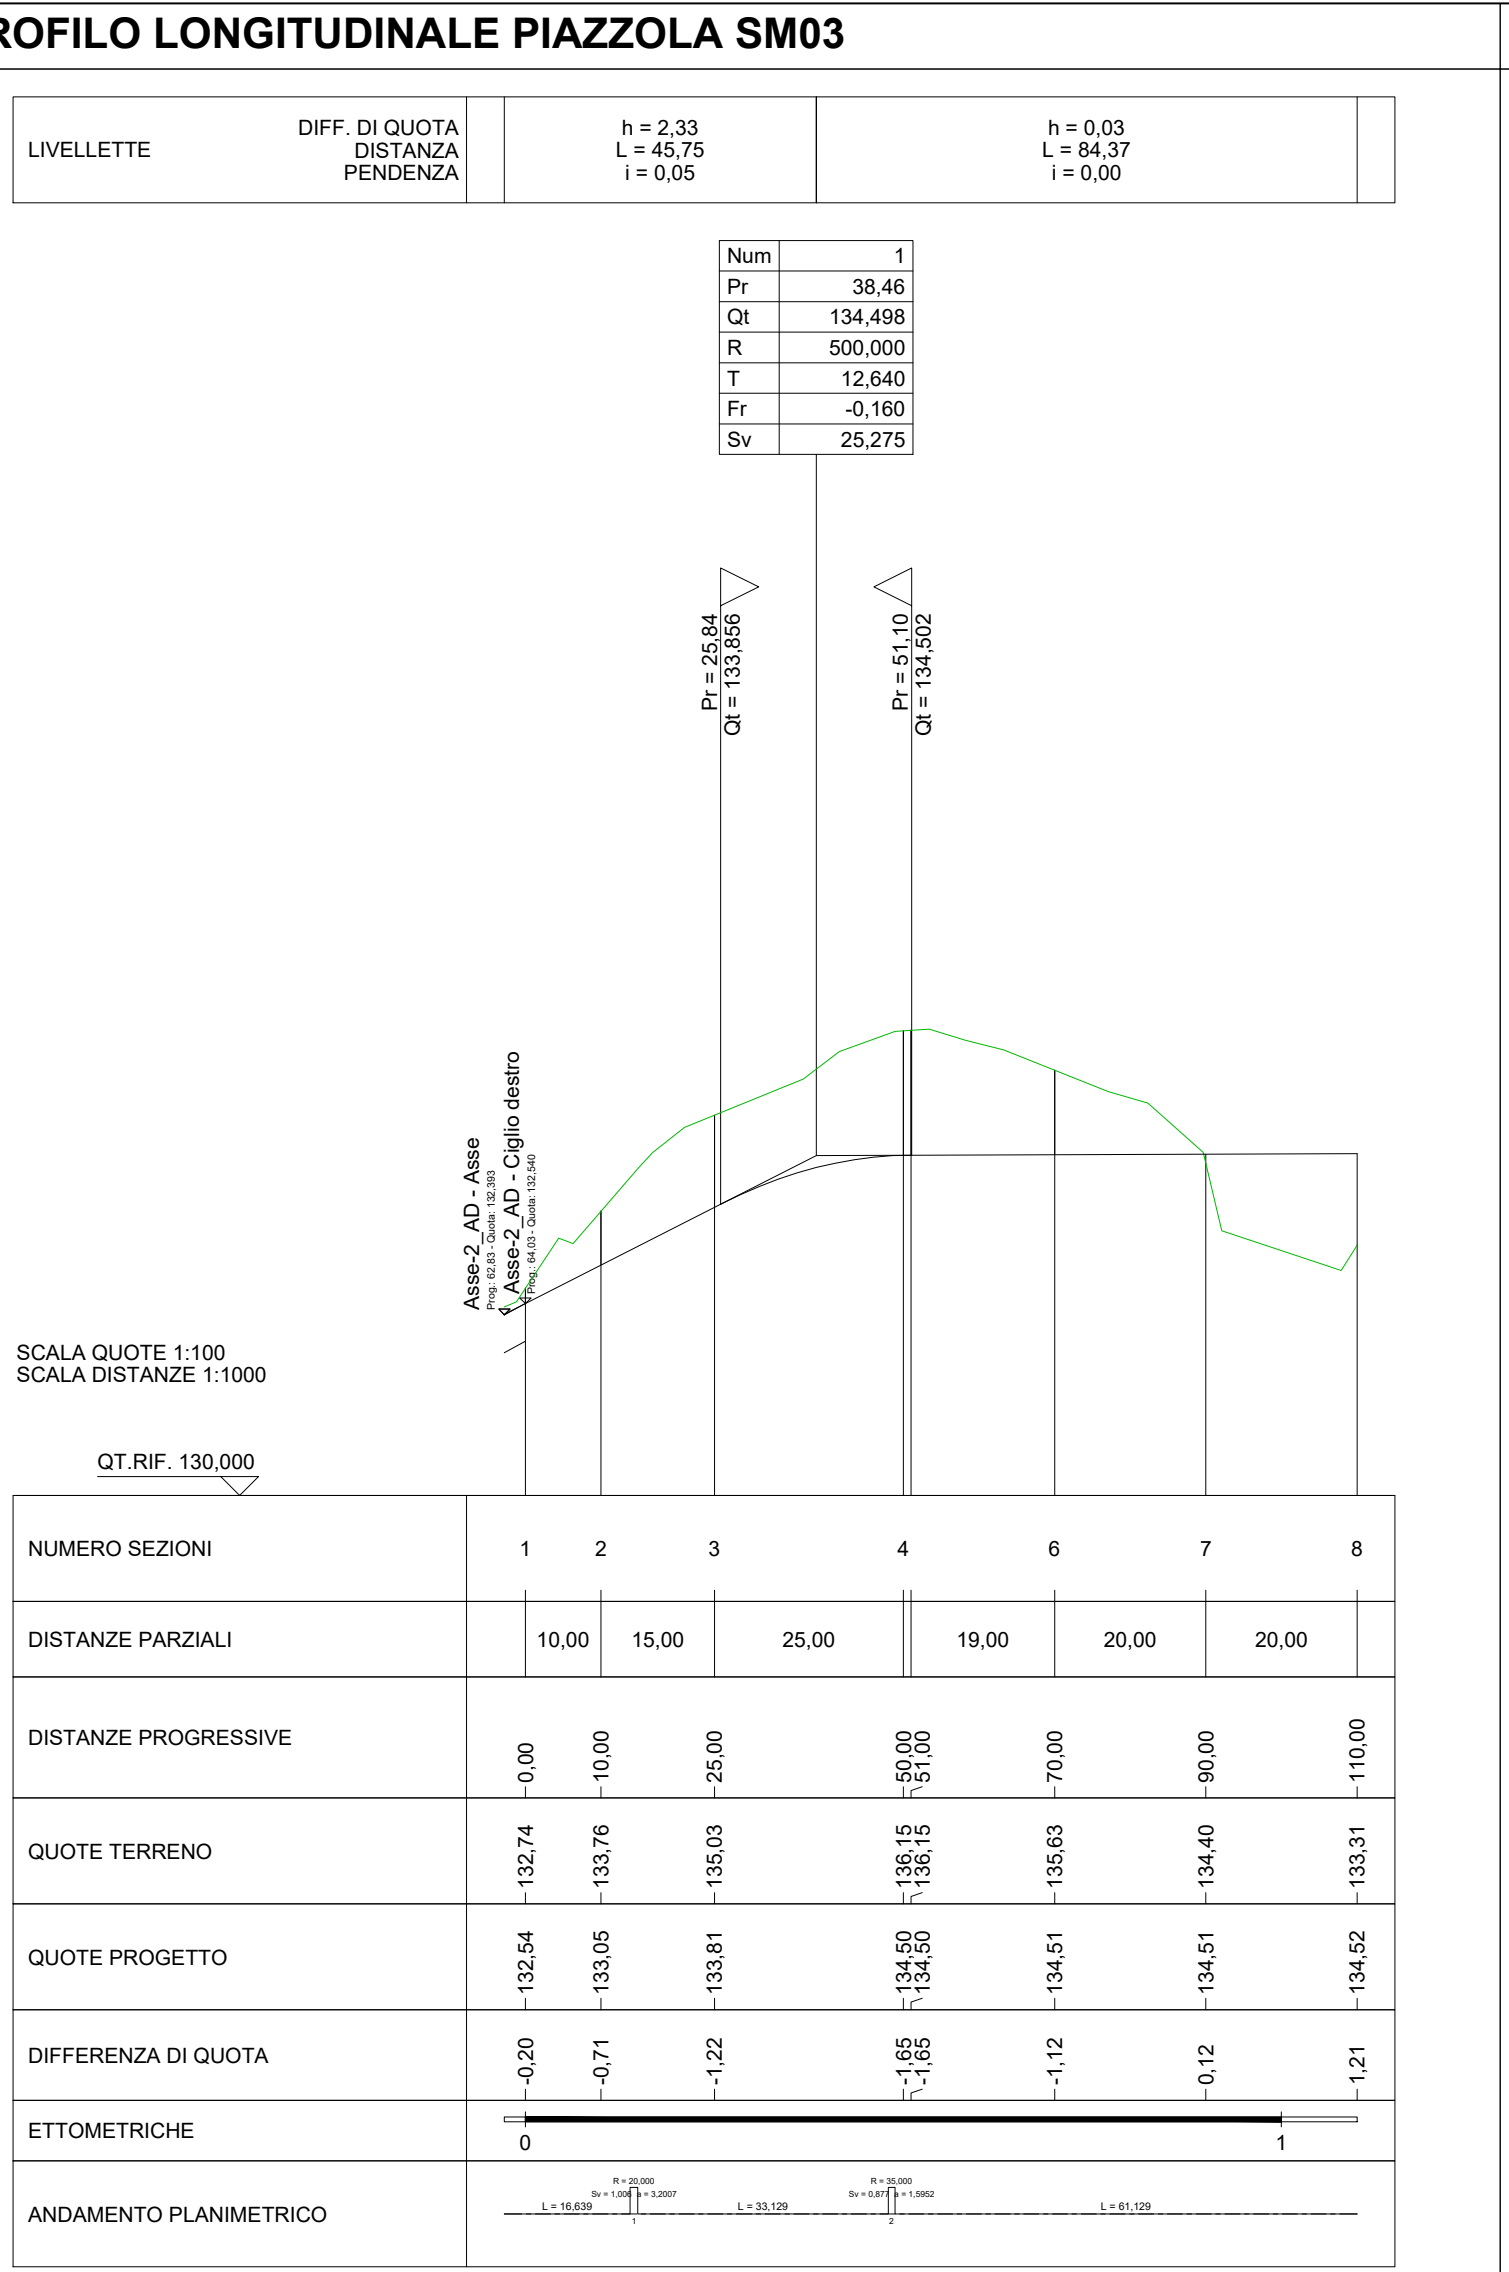 ROFILO LONGITUDINALE PIAZZOLA SM03
LIVELLETTE
DIFF. DI QUOTA
DISTANZA
PENDENZA
h = 2,33
L = 45,75
i = 0,05
h = 0,03
L = 84,37
i = 0,00
Num 1
Pr 38,46
Qt 134,498
R 500,000
T 12,640
Fr -0,160
Sv 25,275
Pr = 25,84
Qt = 133,856
Pr = 51,10
Qt = 134,502
Asse-2_AD - Asse
Prog.: 62,83 - Quota: 132,393
Asse-2_AD - Ciglio destro
Prog.: 64,03 - Quota: 132,540
SCALA QUOTE 1:100
SCALA DISTANZE 1:1000
QT.RIF. 130,000
NUMERO SEZIONI 1 2 3 4 6 7 8
DISTANZE PARZIALI 10,00 15,00 25,00 19,00 20,00 20,00
DISTANZE PROGRESSIVE 0,00 10,00 25,00 50,00 51,00 70,00 90,00 110,00
QUOTE TERRENO 132,74 133,76 135,03 136,15 136,15 135,63 134,40 133,31
QUOTE PROGETTO 132,54 133,05 133,81 134,50 134,50 134,51 134,51 134,52
DIFFERENZA DI QUOTA -0,20 -0,71 -1,22 -1,65 -1,65 -1,12 0,12 1,21
ETTOMETRICHE 0 1
ANDAMENTO PLANIMETRICO
R = 20,000
Sv = 1,006 a = 3,2007
L = 16,639
1
L = 33,129
R = 35,000
Sv = 0,877 a = 1,5952
2
L = 61,129